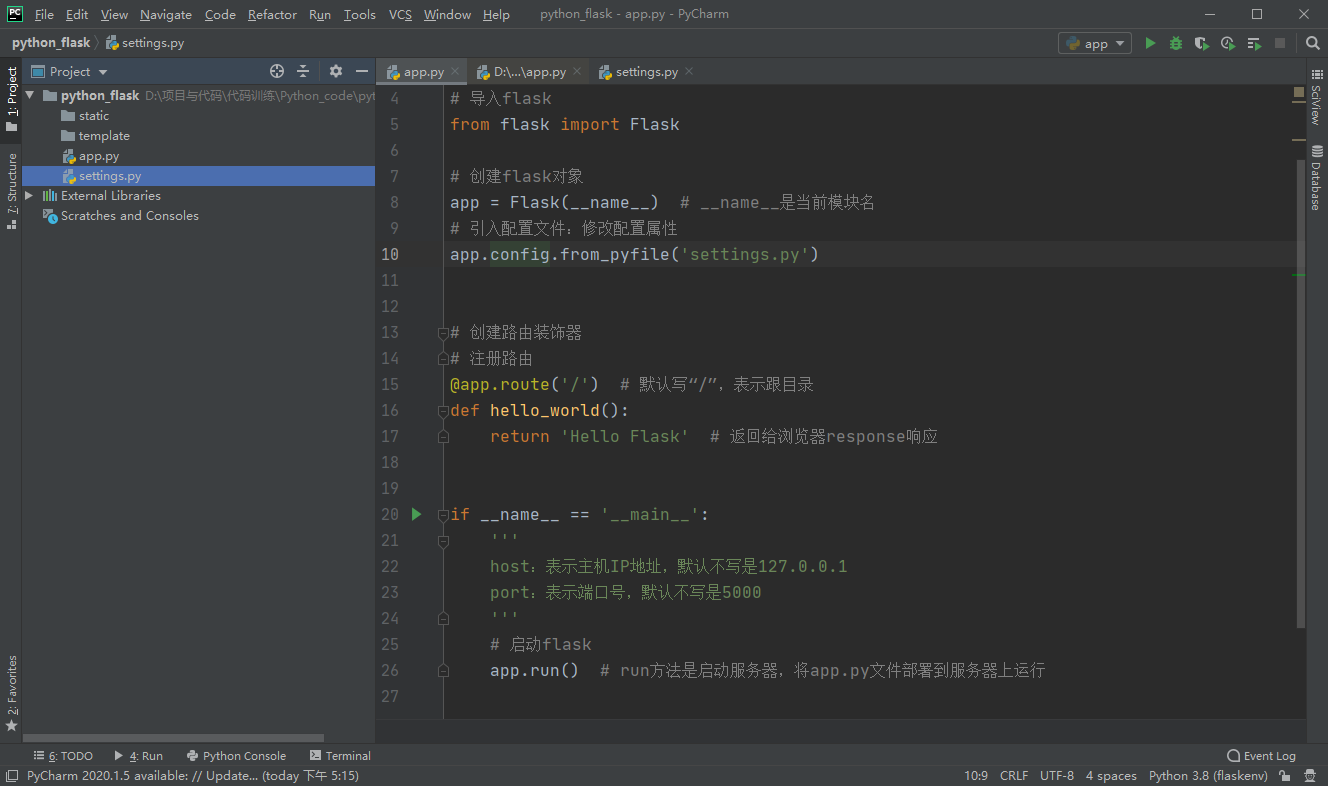 PC File Edit View Navigate Code Refactor Run Tools VCS Window Help python_flask - app.py - PyCharm
python_flask settings.py app
1: Project
7: Structure
2: Favorites
Project
python_flask D:\项目与代码\代码训练\Python_code\pyt
static
template
app.py
settings.py
External Libraries
Scratches and Consoles
app.py D:\...\app.py settings.py
4 # 导入flask
5 from flask import Flask
6
7 # 创建flask对象
8 app = Flask(__name__)  # __name__是当前模块名
9 # 引入配置文件：修改配置属性
10 app.config.from_pyfile('settings.py')
11
12
13 # 创建路由装饰器
14 # 注册路由
15 @app.route('/')  # 默认写“/”，表示跟目录
16 def hello_world():
17     return 'Hello Flask'  # 返回给浏览器response响应
18
19
20 if __name__ == '__main__':
21     '''
22     host：表示主机IP地址，默认不写是127.0.0.1
23     port：表示端口号，默认不写是5000
24     '''
25     # 启动flask
26     app.run()  # run方法是启动服务器，将app.py文件部署到服务器上运行
27
SciView
Database
6: TODO 4: Run Python Console Terminal Event Log
PyCharm 2020.1.5 available: // Update... (today 下午 5:15) 10:9 CRLF UTF-8 4 spaces Python 3.8 (flaskenv)